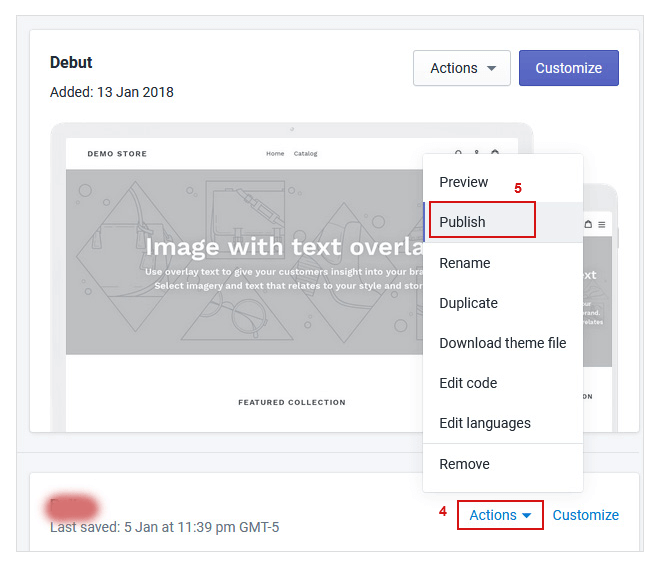 Debut
Actions
Customize
Added: 13 Jan 2018
DEMO STORE
Home Catalog
Preview
5
Publish
Image with text overla
ext
Use overlay text to give your customers insight into your bra
Select imagery and text that relates to your style and stor
brand.
relates
Rename
Duplicate
Download theme file
Edit code
FEATURED COLLECTION
ON
Edit languages
Remove
4
Actions
Customize
Last saved: 5 Jan at 11:39 pm GMT-5